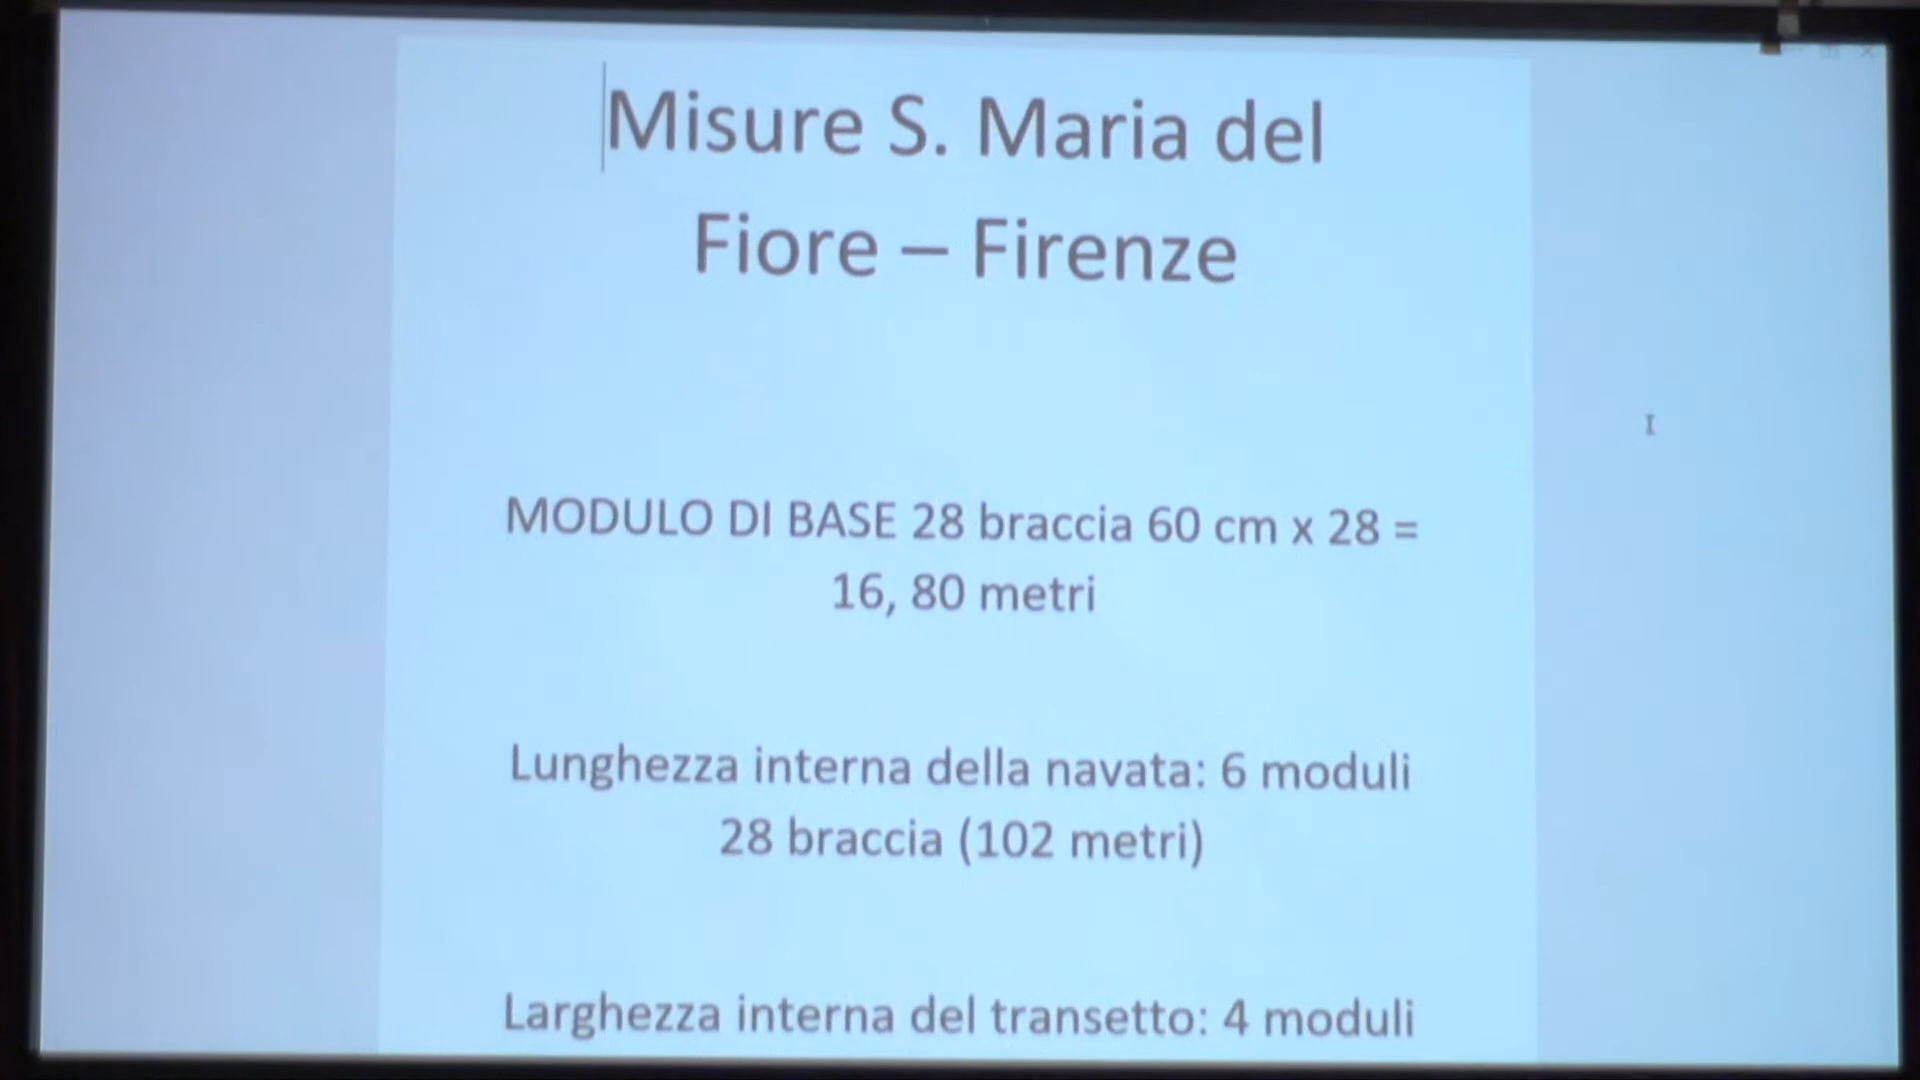 Misure S. Maria del
Fiore – Firenze
MODULO DI BASE 28 braccia 60 cm x 28 =
16, 80 metri
Lunghezza interna della navata: 6 moduli
28 braccia (102 metri)
Larghezza interna del transetto: 4 moduli